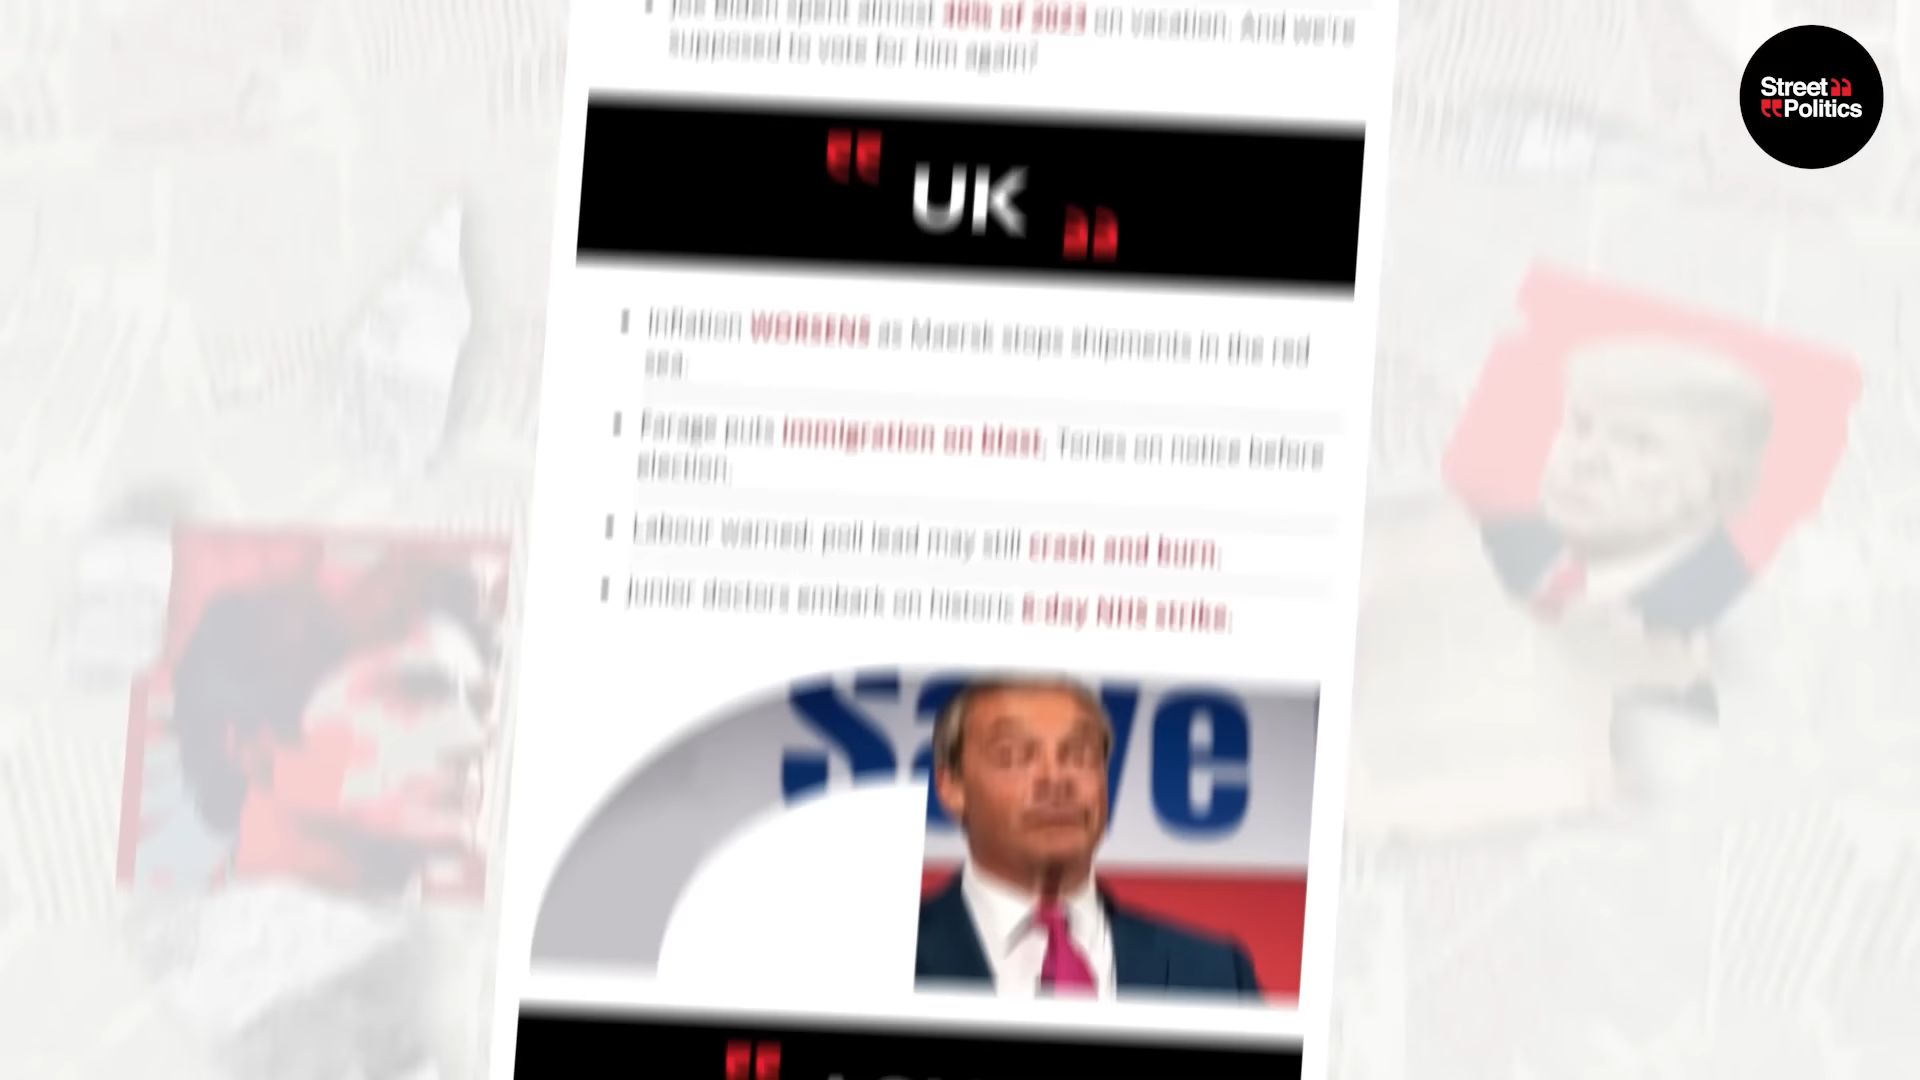 Joe Biden spent almost 40% of 2023 on vacation. And we're
supposed to vote for him again?
Street
Politics
UK
Inflation WORSENS as Maersk stops shipments in the red
sea;
Farage puts immigration on blast; Tories on notice before
election;
Labour warned: poll lead may still crash and burn;
Junior doctors embark on historic 6-day NHS strike;
Save